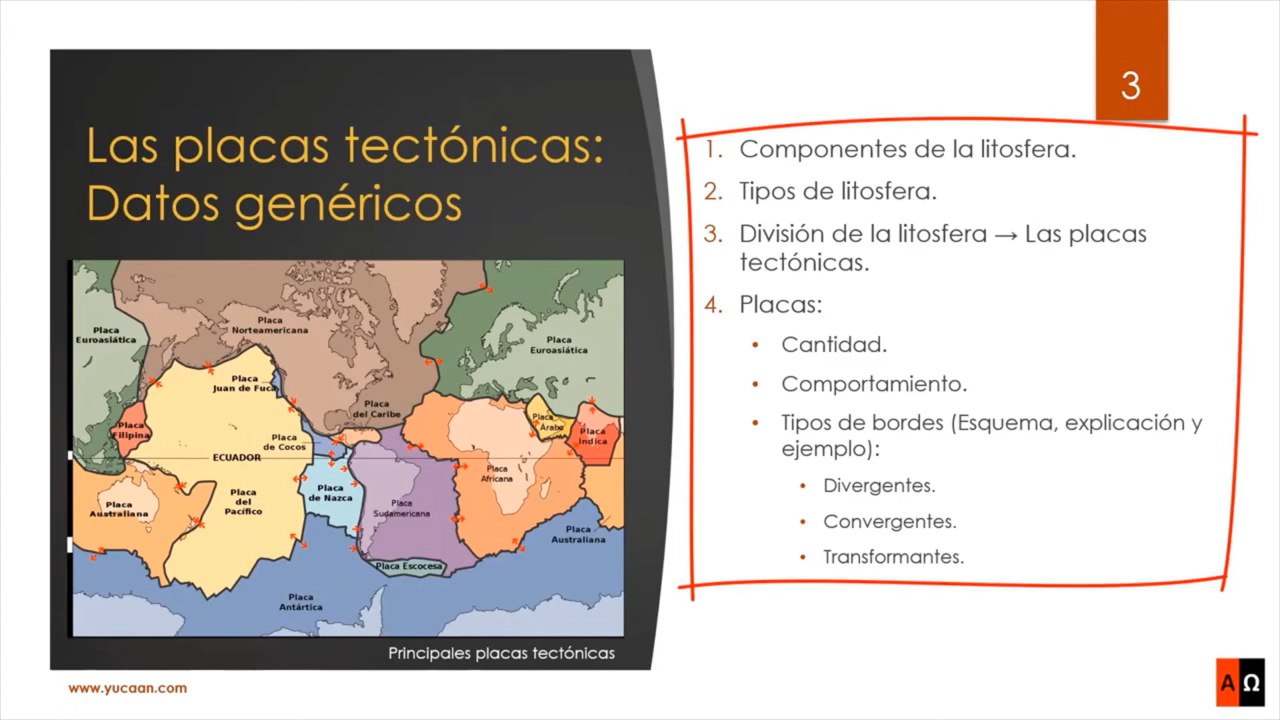 3
Las placas tectónicas:
Datos genéricos
Placa
Norteamericana
Placa
Euroasiática
Placa
Euroasiática
Placa
Juan de Fuca
Placa
del Caribe
Placa
Filipina
Placa
de Cocos
Placa
Árabe
Placa
Índica
ECUADOR
Placa
Africana
Placa
Australiana
Placa
del
Pacífico
Placa
de Nazca
Placa
Sudamericana
Placa
Australiana
Placa Escocesa
Placa
Antártica
Principales placas tectónicas
1. Componentes de la litosfera.
2. Tipos de litosfera.
3. División de la litosfera → Las placas
tectónicas.
4. Placas:
• Cantidad.
• Comportamiento.
• Tipos de bordes (Esquema, explicación y
ejemplo):
• Divergentes.
• Convergentes.
• Transformantes.
www.yucaan.com
ΑΩ